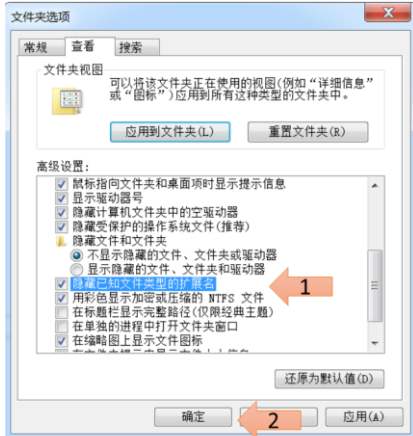 文件夹选项
常规 查看 搜索
文件夹视图
可以将该文件夹正在使用的视图(例如“详细信息”
或“图标”)应用到所有这种类型的文件夹中。
应用到文件夹(L) 重置文件夹(R)
高级设置:
鼠标指向文件夹和桌面项时显示提示信息
显示驱动器号
隐藏计算机文件夹中的空驱动器
隐藏受保护的操作系统文件(推荐)
隐藏文件和文件夹
不显示隐藏的文件、文件夹或驱动器
显示隐藏的文件、文件夹和驱动器
隐藏已知文件类型的扩展名 1
用彩色显示加密或压缩的 NTFS 文件
在标题栏显示完整路径(仅限经典主题)
在单独的进程中打开文件夹窗口
在缩略图上显示文件图标
还原为默认值(D)
确定 2 应用(A)